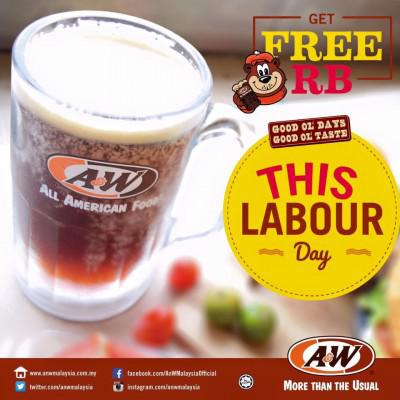 GET
FREE
RB
GOOD OL' DAYS
GOOD OL' TASTE
THIS
LABOUR
Day
A&W
ALL AMERICAN FOOD
A&W
MORE THAN THE USUAL
www.anwmalaysia.com.my
facebook.com/AnWMalaysiaOfficial
twitter.com/anwmalaysia
instagram.com/anwmalaysia